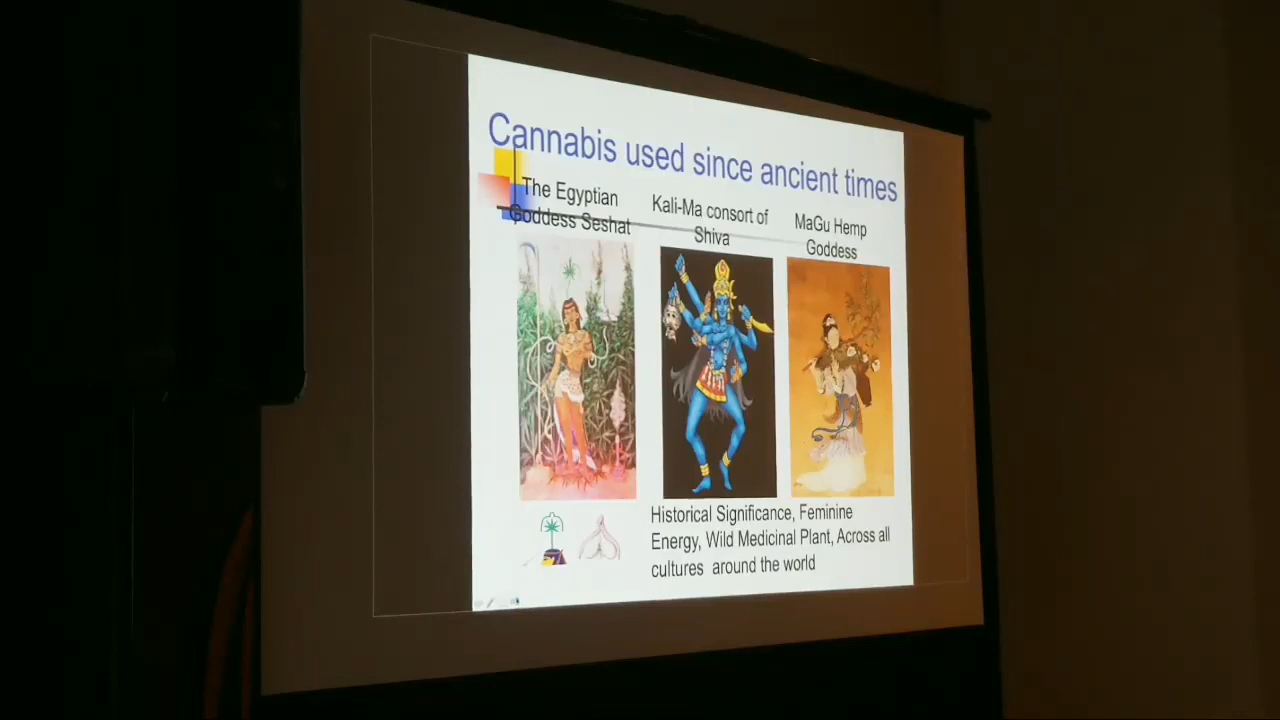 Cannabis used since ancient times
The Egyptian
Goddess Seshat
Kali-Ma consort of
Shiva
MaGu Hemp
Goddess
Historical Significance, Feminine
Energy, Wild Medicinal Plant, Across all
cultures around the world